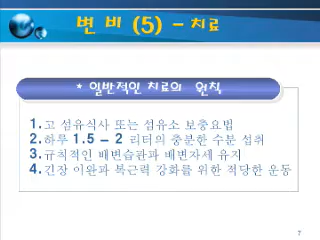 변 비 (5) - 치료
* 일반적인 치료의 원칙
1.고 섬유식사 또는 섬유소 보충요법
2.하루 1.5 – 2 리터의 충분한 수분 섭취
3.규칙적인 배변습관과 배변자세 유지
4.긴장 이완과 복근력 강화를 위한 적당한 운동
7